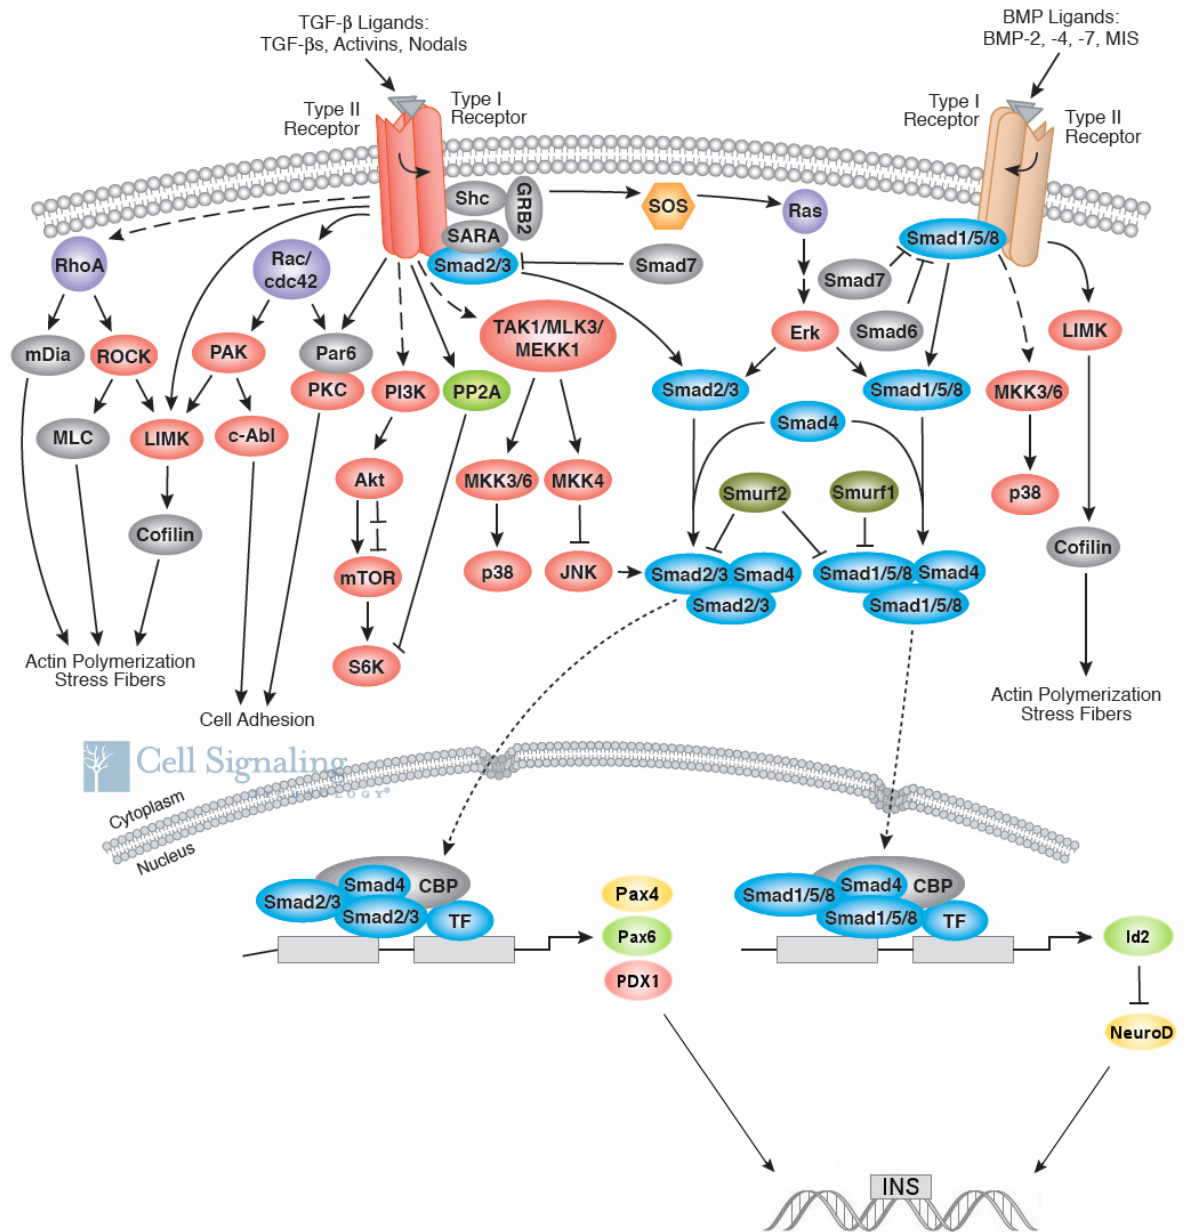 TGF-β Ligands:
TGF-βs, Activins, Nodals
BMP Ligands:
BMP-2, -4, -7, MIS
Type II
Receptor
Type I
Receptor
Type I
Receptor
Type II
Receptor
Shc
GRB2
SARA
Smad2/3
SOS
Ras
Smad1/5/8
RhoA
Rac/
cdc42
Smad7
Smad7
Smad6
mDia
ROCK
PAK
Par6
PKC
PI3K
PP2A
TAK1/MLK3/
MEKK1
Erk
LIMK
Smad2/3
Smad1/5/8
MKK3/6
MLC
LIMK
c-Abl
Smad4
Akt
MKK3/6
MKK4
Smurf2
Smurf1
p38
Cofilin
Cofilin
mTOR
p38
JNK
Smad2/3
Smad4
Smad2/3
Smad1/5/8
Smad4
Smad1/5/8
S6K
Actin Polymerization
Stress Fibers
Cell Adhesion
Actin Polymerization
Stress Fibers
Cell Signaling
TECHNOLOGY®
Cytoplasm
Nucleus
Smad2/3
Smad4
CBP
Smad2/3
TF
Pax4
Pax6
PDX1
Smad1/5/8
Smad4
CBP
Smad1/5/8
TF
Id2
NeuroD
INS